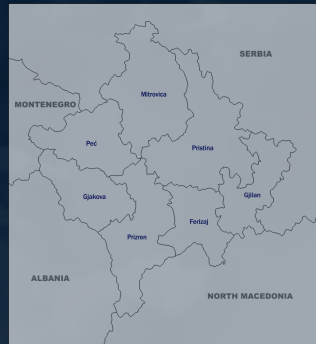 SERBIA
Mitrovica
MONTENEGRO
Peć
Pristina
Gjakova
Gjilan
Prizren
Ferizaj
ALBANIA
NORTH MACEDONIA